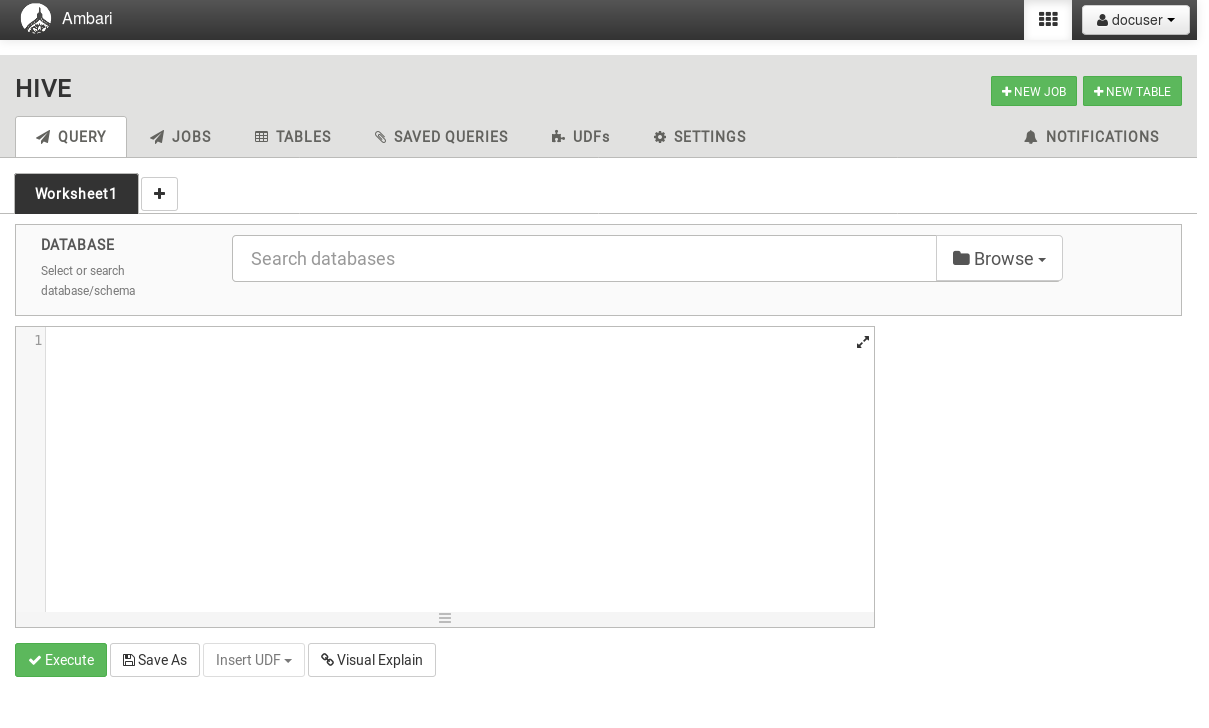 Ambari
docuser
HIVE
NEW JOB
NEW TABLE
QUERY
JOBS
TABLES
SAVED QUERIES
UDFs
SETTINGS
NOTIFICATIONS
Worksheet1
DATABASE
Select or search
database/schema
Search databases
Browse
1
Execute
Save As
Insert UDF
Visual Explain